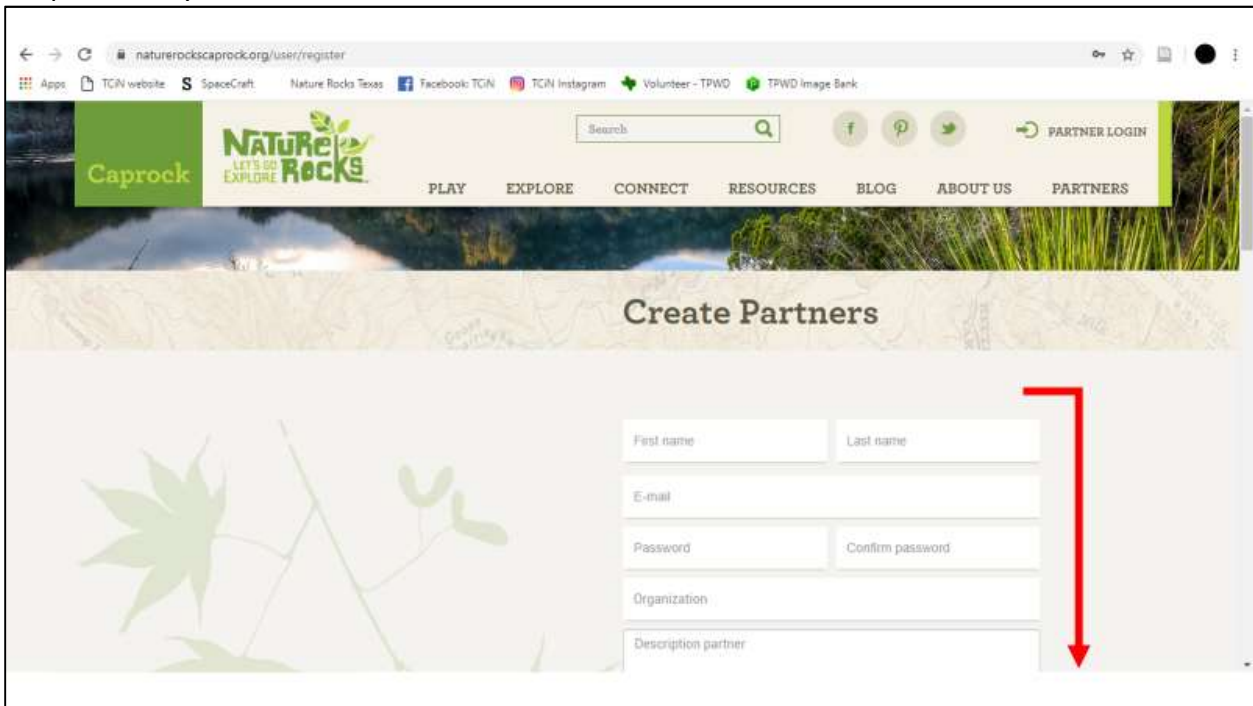 naturerockscaprock.org/user/register
Apps TCiN website SpaceCraft Nature Rocks Texas Facebook: TCiN TCiN Instagram Volunteer - TPWD TPWD Image Bank
Caprock
NATURE ROCKS
LET'S GO EXPLORE
Search
PARTNER LOGIN
PLAY EXPLORE CONNECT RESOURCES BLOG ABOUT US PARTNERS
Create Partners
First name Last name
E-mail
Password Confirm password
Organization
Description partner